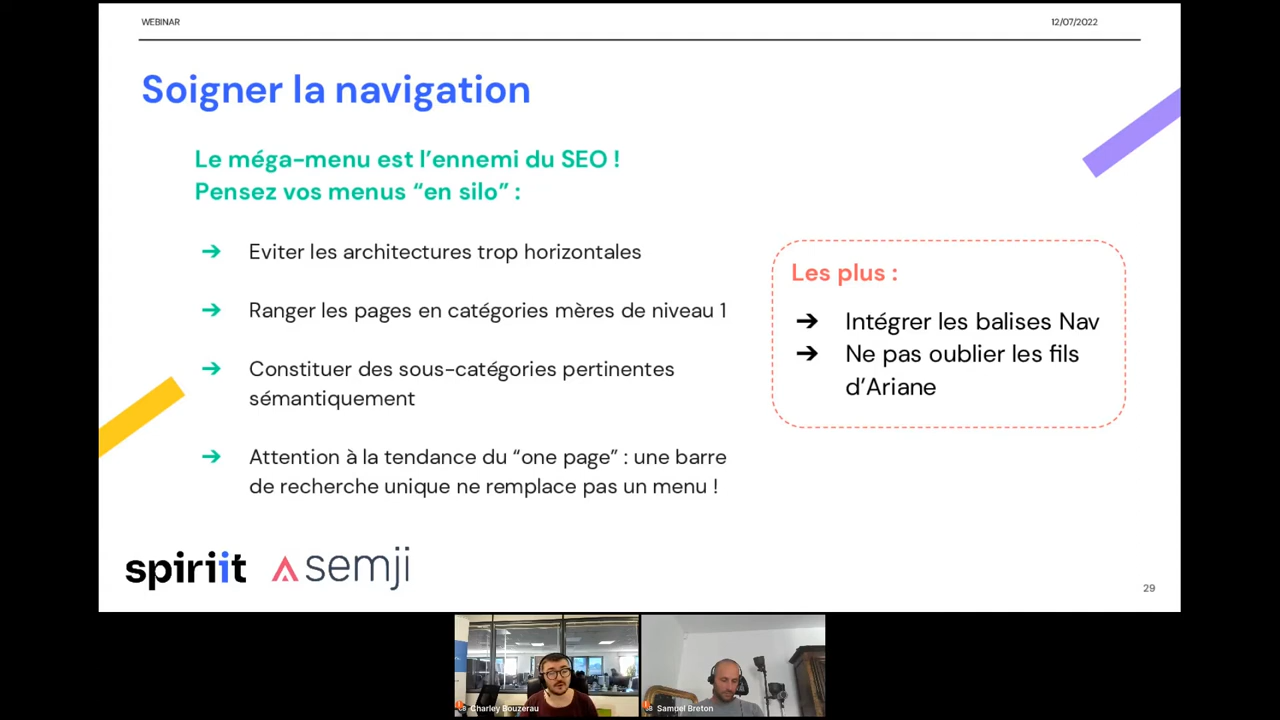 WEBINAR
12/07/2022
Soigner la navigation
Le méga-menu est l’ennemi du SEO !
Pensez vos menus “en silo” :
➔ Eviter les architectures trop horizontales
➔ Ranger les pages en catégories mères de niveau 1
➔ Constituer des sous-catégories pertinentes
sémantiquement
➔ Attention à la tendance du “one page” : une barre
de recherche unique ne remplace pas un menu !
Les plus :
➔ Intégrer les balises Nav
➔ Ne pas oublier les fils
d’Ariane
spiriit semji
29
Charley Bouzerau
Samuel Breton